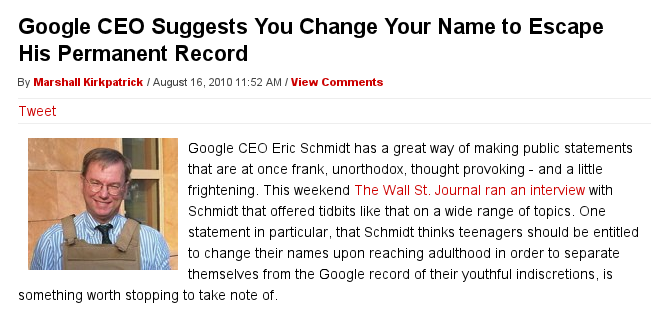 Google CEO Suggests You Change Your Name to Escape
His Permanent Record
By Marshall Kirkpatrick / August 16, 2010 11:52 AM / View Comments
Tweet
Google CEO Eric Schmidt has a great way of making public statements
that are at once frank, unorthodox, thought provoking - and a little
frightening. This weekend The Wall St. Journal ran an interview with
Schmidt that offered tidbits like that on a wide range of topics. One
statement in particular, that Schmidt thinks teenagers should be entitled
to change their names upon reaching adulthood in order to separate
themselves from the Google record of their youthful indiscretions, is
something worth stopping to take note of.